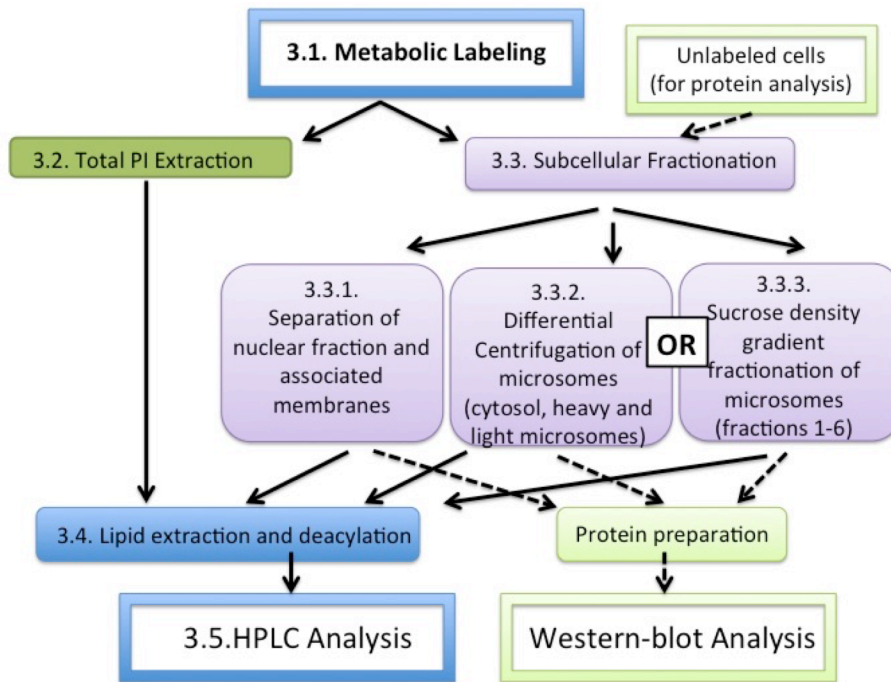 3.1. Metabolic Labeling
Unlabeled cells
(for protein analysis)
3.2. Total PI Extraction
3.3. Subcellular Fractionation
3.3.1.
Separation of
nuclear fraction and
associated
membranes
3.3.2.
Differential
Centrifugation of
microsomes
(cytosol, heavy and
light microsomes)
OR
3.3.3.
Sucrose density
gradient
fractionation of
microsomes
(fractions 1-6)
3.4. Lipid extraction and deacylation
Protein preparation
3.5.HPLC Analysis
Western-blot Analysis